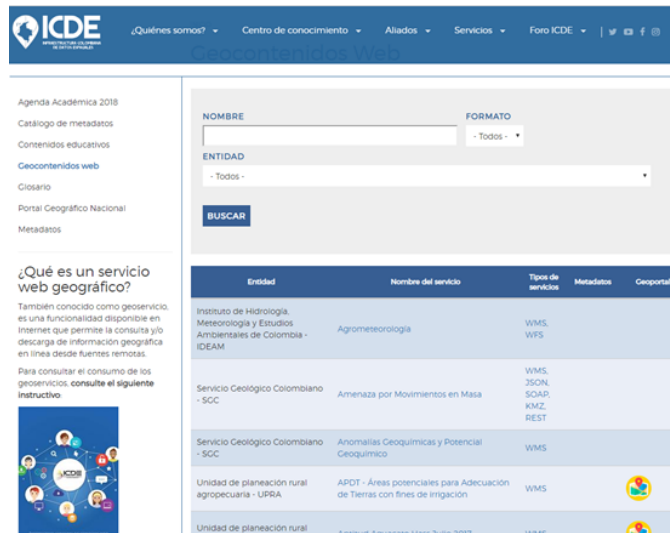 ICDE
INFRAESTRUCTURA COLOMBIANA
DE DATOS ESPACIALES
¿Quiénes somos?
Centro de conocimiento
Aliados
Servicios
Foro ICDE
Geocontenidos Web
Agenda Académica 2018
Catálogo de metadatos
Contenidos educativos
Geocontenidos web
Glosario
Portal Geográfico Nacional
Metadatos
¿Qué es un servicio
web geográfico?
También conocido como geoservicio,
es una funcionalidad disponible en
Internet que permite la consulta y/o
descarga de información geográfica
en línea desde fuentes remotas.
Para consultar el consumo de los
geoservicios, consulte el siguiente
instructivo:
ICDE
NOMBRE
FORMATO
- Todos -
ENTIDAD
- Todos -
BUSCAR
Entidad
Nombre del servicio
Tipos de
servicios
Metadatos
Geoportal
Instituto de Hidrología,
Meteorología y Estudios
Ambientales de Colombia -
IDEAM
Agrometeorología
WMS,
WFS
Servicio Geológico Colombiano
- SGC
Amenaza por Movimientos en Masa
WMS,
JSON,
SOAP,
KMZ,
REST
Servicio Geológico Colombiano
- SGC
Anomalías Geoquímicas y Potencial
Geoquímico
WMS
Unidad de planeación rural
agropecuaria - UPRA
APDT - Áreas potenciales para Adecuación
de Tierras con fines de irrigación
WMS
Unidad de planeación rural